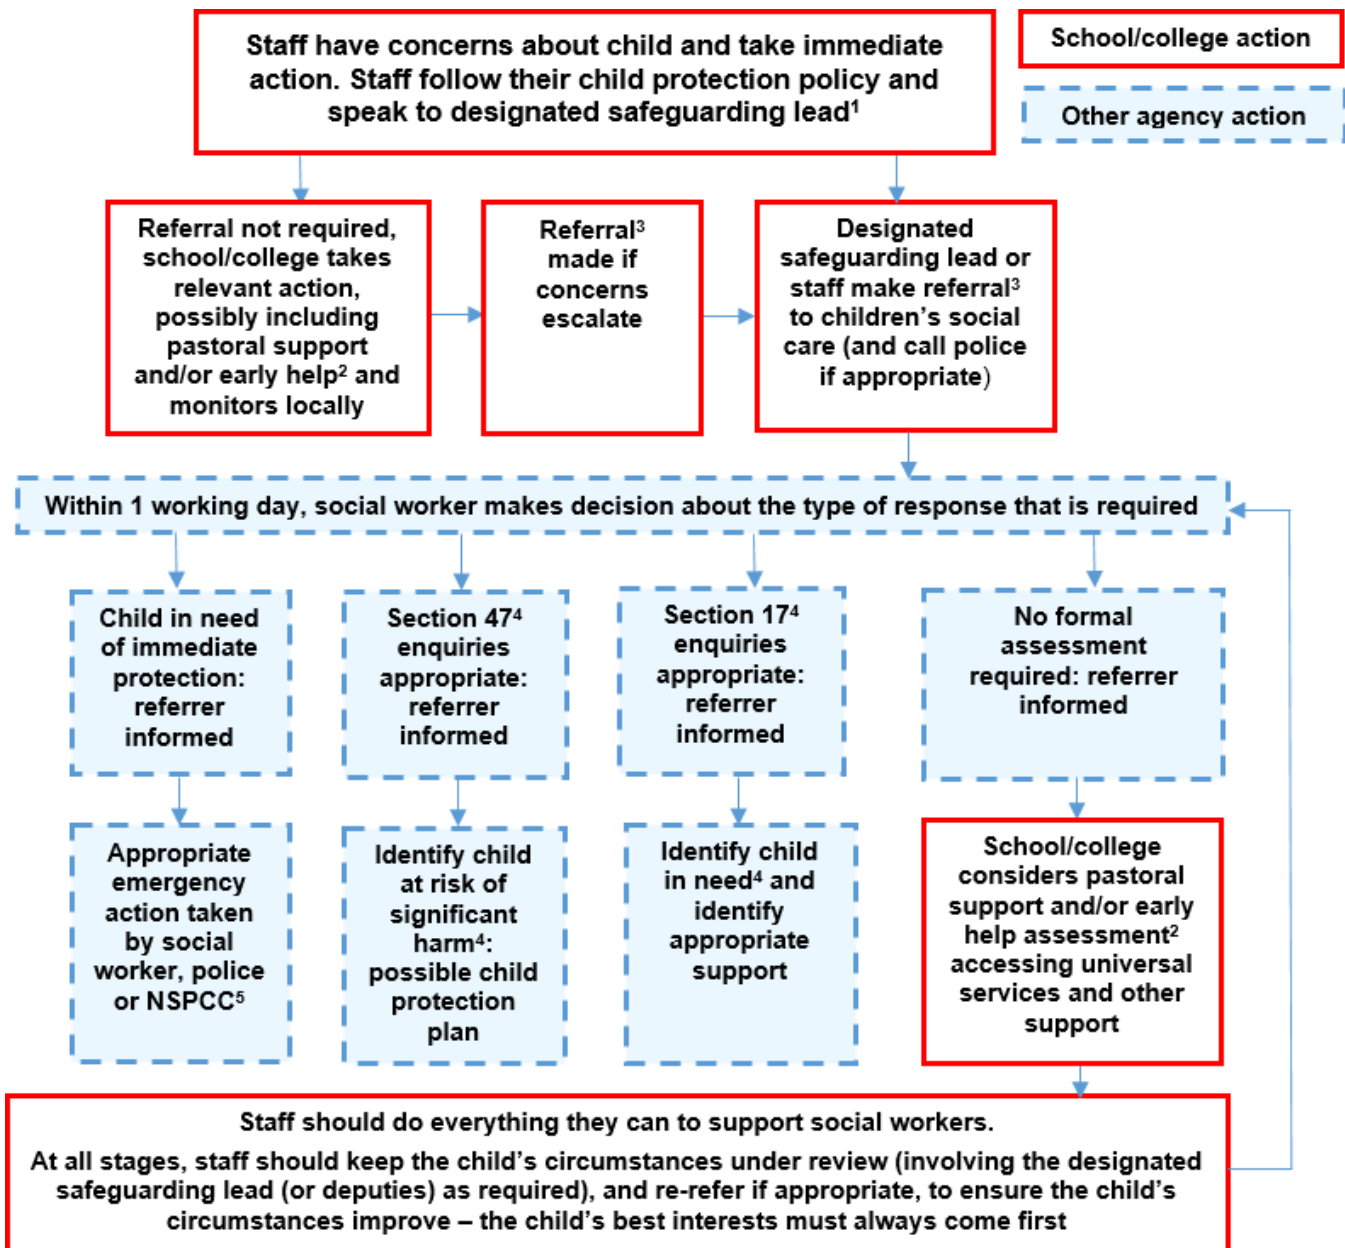 Staff have concerns about child and take immediate
action. Staff follow their child protection policy and
speak to designated safeguarding lead¹
School/college action
Other agency action
Referral not required,
school/college takes
relevant action,
possibly including
pastoral support
and/or early help² and
monitors locally
Referral³
made if
concerns
escalate
Designated
safeguarding lead or
staff make referral³
to children’s social
care (and call police
if appropriate)
Within 1 working day, social worker makes decision about the type of response that is required
Child in need
of immediate
protection:
referrer
informed
Section 47⁴
enquiries
appropriate:
referrer
informed
Section 17⁴
enquiries
appropriate:
referrer
informed
No formal
assessment
required: referrer
informed
Appropriate
emergency
action taken
by social
worker, police
or NSPCC⁵
Identify child
at risk of
significant
harm⁴:
possible child
protection
plan
Identify child
in need⁴ and
identify
appropriate
support
School/college
considers pastoral
support and/or early
help assessment²
accessing universal
services and other
support
Staff should do everything they can to support social workers.
At all stages, staff should keep the child’s circumstances under review (involving the designated
safeguarding lead (or deputies) as required), and re-refer if appropriate, to ensure the child’s
circumstances improve – the child’s best interests must always come first